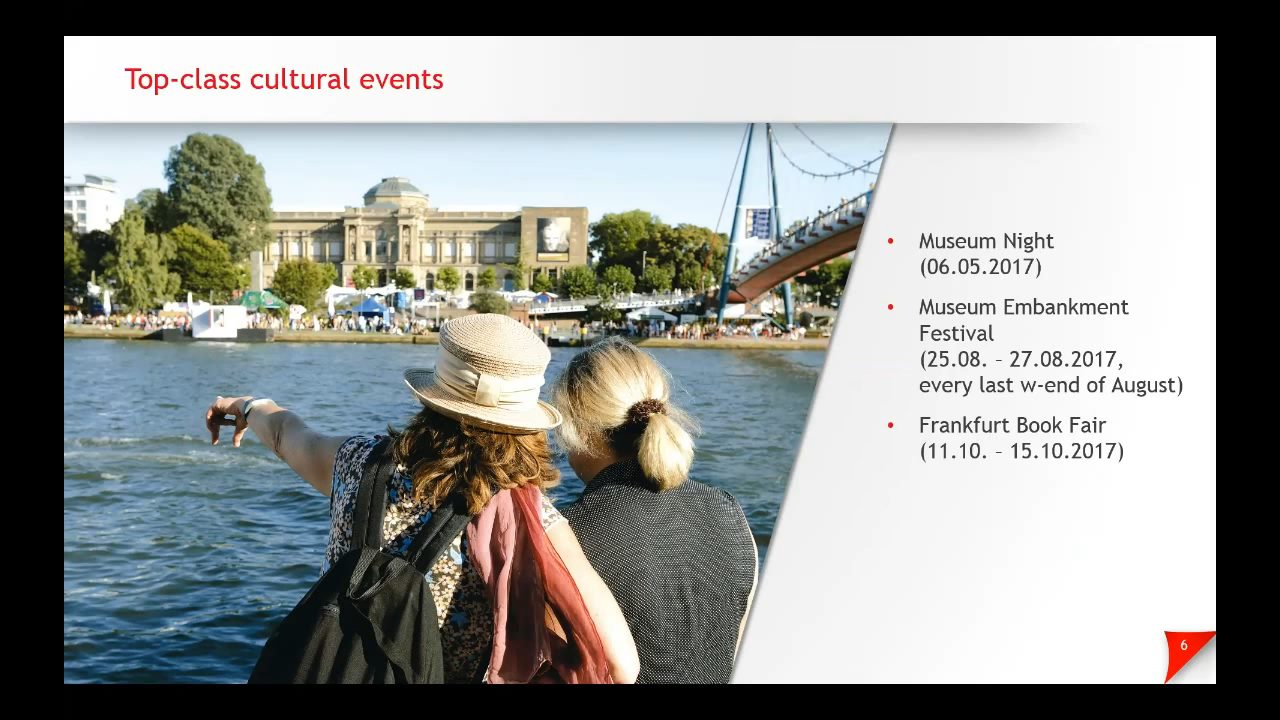 Top-class cultural events
• Museum Night
(06.05.2017)
• Museum Embankment
Festival
(25.08. – 27.08.2017,
every last w-end of August)
• Frankfurt Book Fair
(11.10. – 15.10.2017)
6